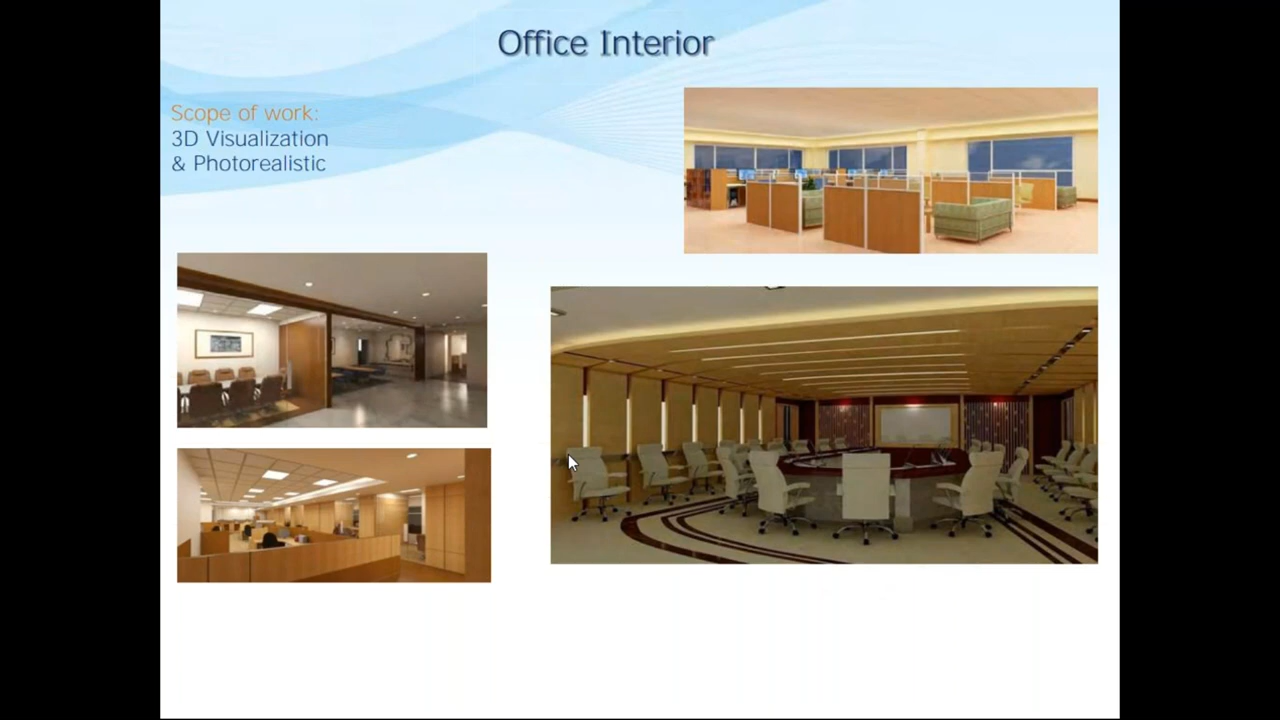 Office Interior
Scope of work:
3D Visualization
& Photorealistic